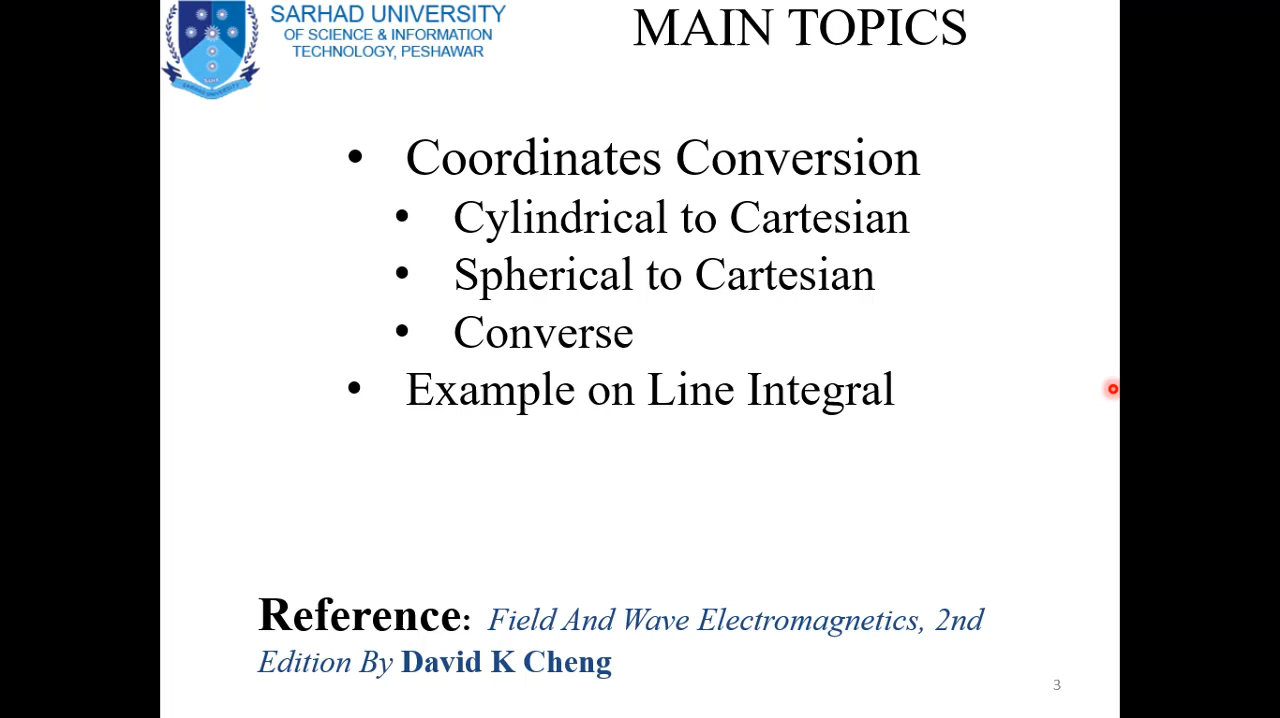 SARHAD UNIVERSITY
OF SCIENCE & INFORMATION
TECHNOLOGY, PESHAWAR
MAIN TOPICS
• Coordinates Conversion
• Cylindrical to Cartesian
• Spherical to Cartesian
• Converse
• Example on Line Integral
Reference: Field And Wave Electromagnetics, 2nd
Edition By David K Cheng
3